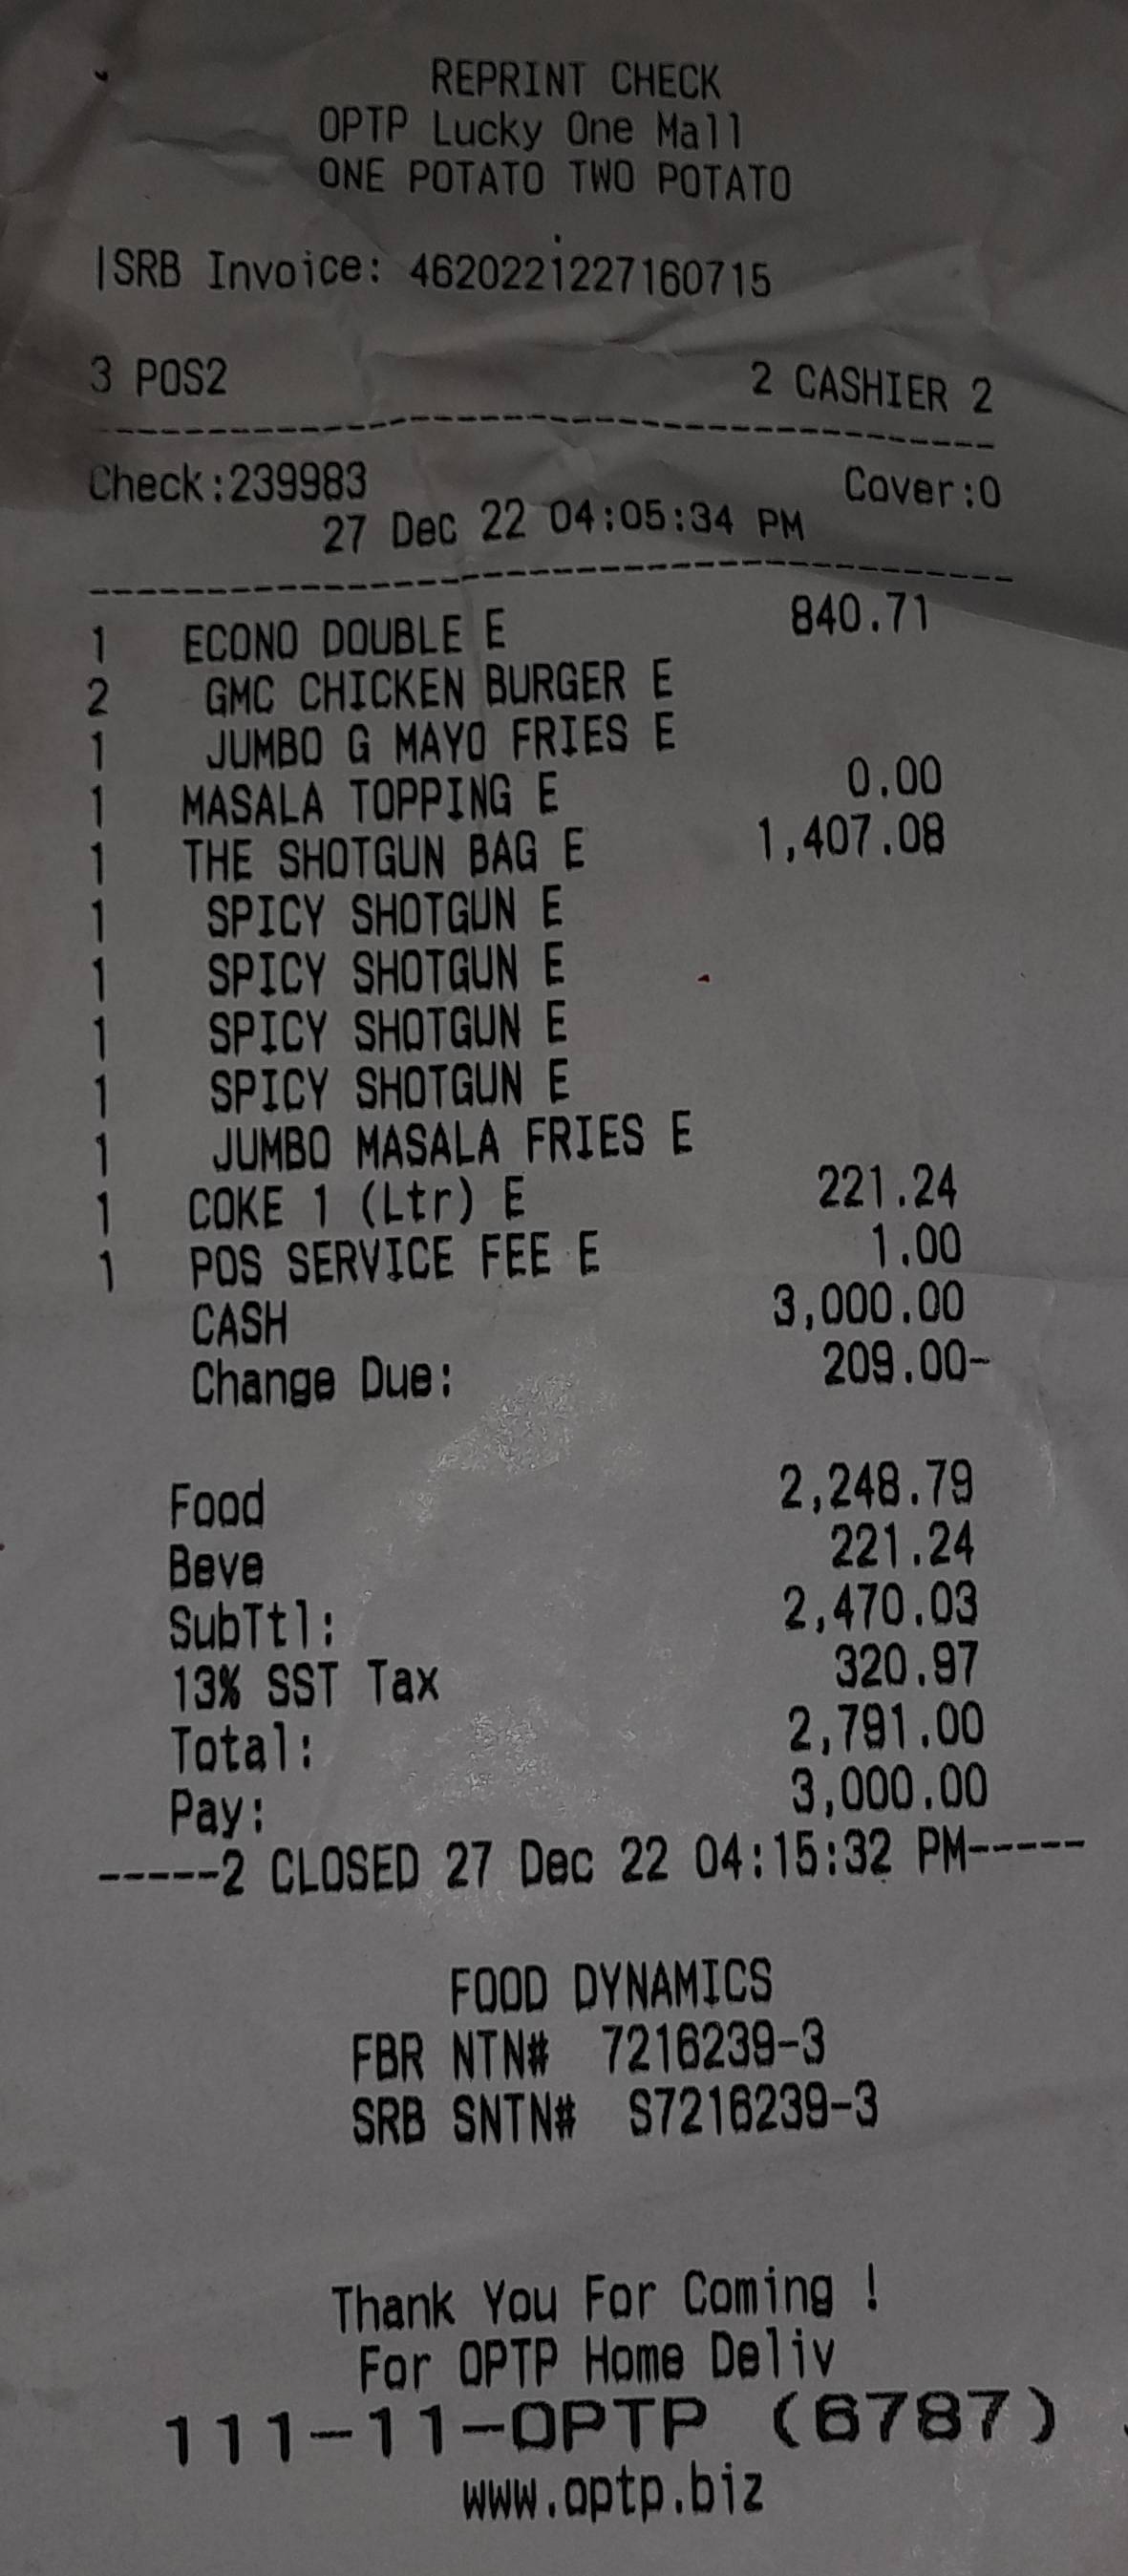 REPRINT CHECK
OPTP Lucky One Mall
ONE POTATO TWO POTATO
|SRB Invoice: 4620221227160715
3 POS2 2 CASHIER 2
--------------------------------------
Check:239983 Cover:0
27 Dec 22 04:05:34 PM
--------------------------------------
1 ECONO DOUBLE E 840.71
2 GMC CHICKEN BURGER E
1 JUMBO G MAYO FRIES E
1 MASALA TOPPING E 0.00
1 THE SHOTGUN BAG E 1,407.08
1 SPICY SHOTGUN E
1 SPICY SHOTGUN E
1 SPICY SHOTGUN E
1 SPICY SHOTGUN E
1 JUMBO MASALA FRIES E
1 COKE 1 (Ltr) E 221.24
1 POS SERVICE FEE E 1.00
CASH 3,000.00
Change Due: 209.00-
Food 2,248.79
Beve 221.24
SubTtl: 2,470.03
13% SST Tax 320.97
Total: 2,791.00
Pay: 3,000.00
-----2 CLOSED 27 Dec 22 04:15:32 PM-----
FOOD DYNAMICS
FBR NTN# 7216239-3
SRB SNTN# S7216239-3
Thank You For Coming !
For OPTP Home Deliv
111-11-OPTP (6787)
www.optp.biz